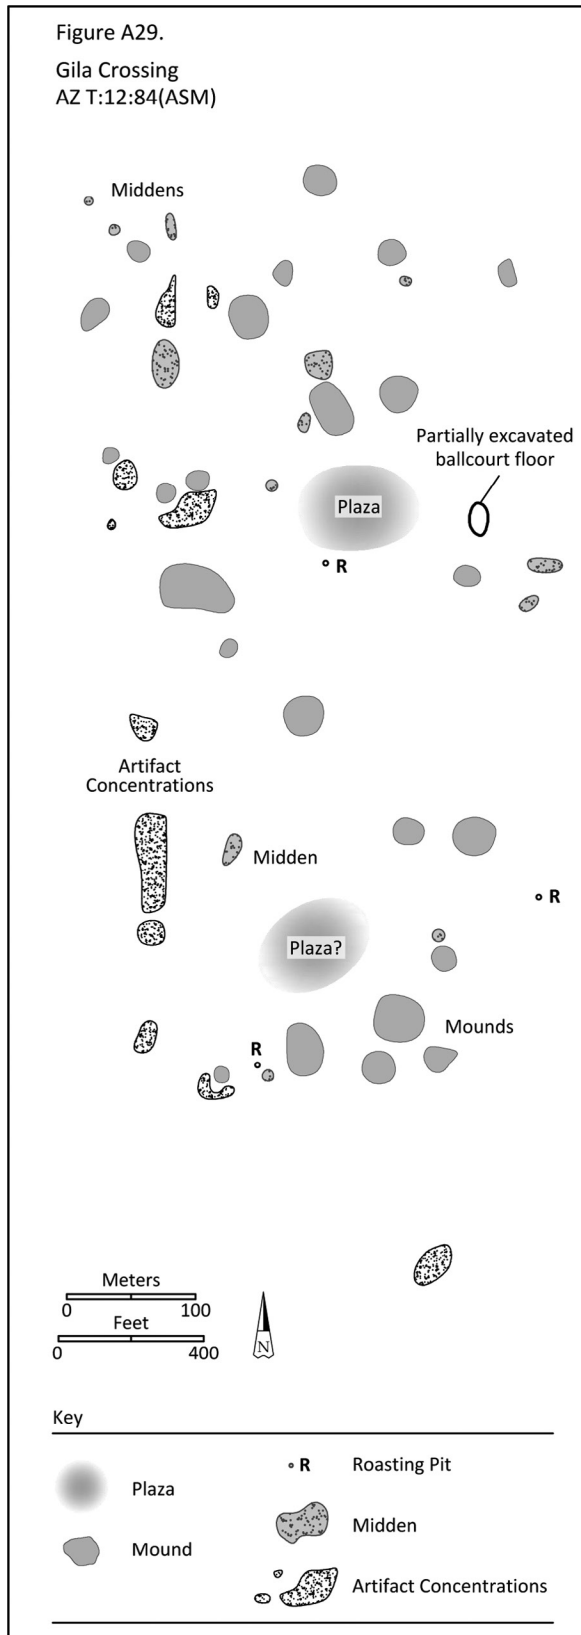 Figure A29.
Gila Crossing
AZ T:12:84(ASM)
Middens
Partially excavated
ballcourt floor
Plaza
R
Artifact
Concentrations
Midden
R
Plaza?
Mounds
R
Meters
0 100
Feet
0 400
N
Key
Plaza
Mound
R Roasting Pit
Midden
Artifact Concentrations